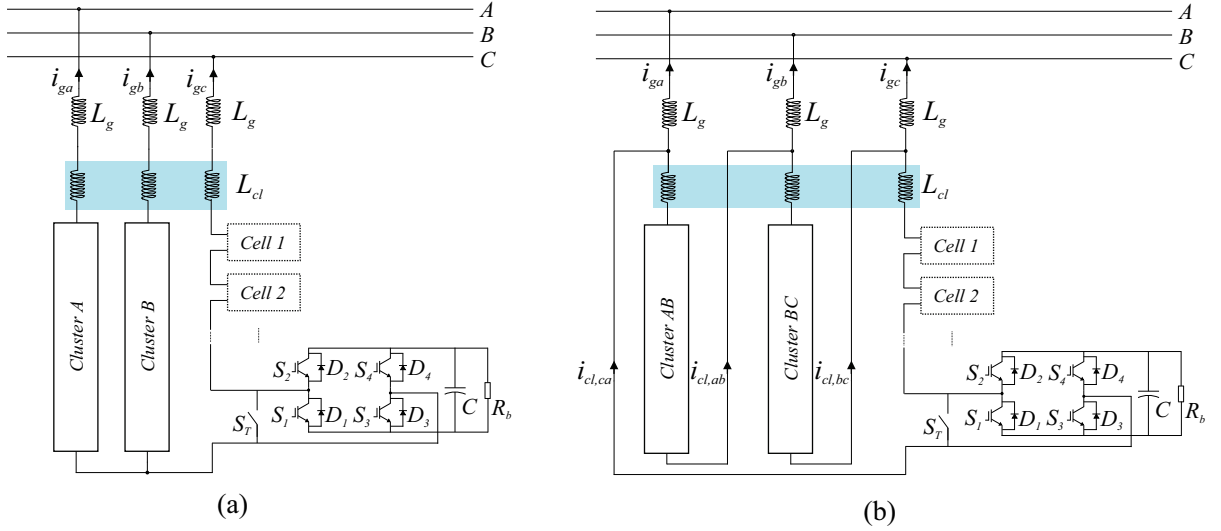 A
B
C
i_ga
i_gb
i_gc
L_g
L_g
L_g
L_cl
Cluster A
Cluster B
Cell 1
Cell 2
S_2
D_2
S_4
D_4
S_1
D_1
S_3
D_3
S_T
C
R_b
(a)
A
B
C
i_ga
i_gb
i_gc
L_g
L_g
L_g
L_cl
Cluster AB
Cluster BC
Cell 1
Cell 2
i_cl,ca
i_cl,ab
i_cl,bc
S_2
D_2
S_4
D_4
S_1
D_1
S_3
D_3
S_T
C
R_b
(b)